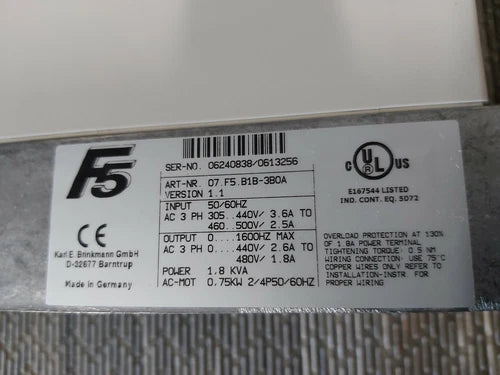 F5
SER-NO. 06240838/0613256
ART-NR. 07.F5.B1B-3B0A
VERSION 1.1
INPUT 50/60HZ
AC 3 PH 305..440V/ 3.6A TO
460..500V/ 2.5A
OUTPUT 0...1600HZ MAX
AC 3 PH 0..440V/ 2.6A TO
480V/ 1.8A
POWER 1.8 KVA
AC-MOT 0.75KW 2/4P50/60HZ
CE
Karl E. Brinkmann GmbH
D-32677 Barntrup
Made in Germany
C UL US
E167544 LISTED
IND. CONT. EQ. 5D72
OVERLOAD PROTECTION AT 130%
OF 1.8A POWER TERMINAL
TIGHTENING TORQUE: 0.5 NM
WIRING CONNECTION: USE 75°C
COPPER WIRES ONLY REFER TO
INSTALLATION-INSTR. FOR
PROPER WIRING